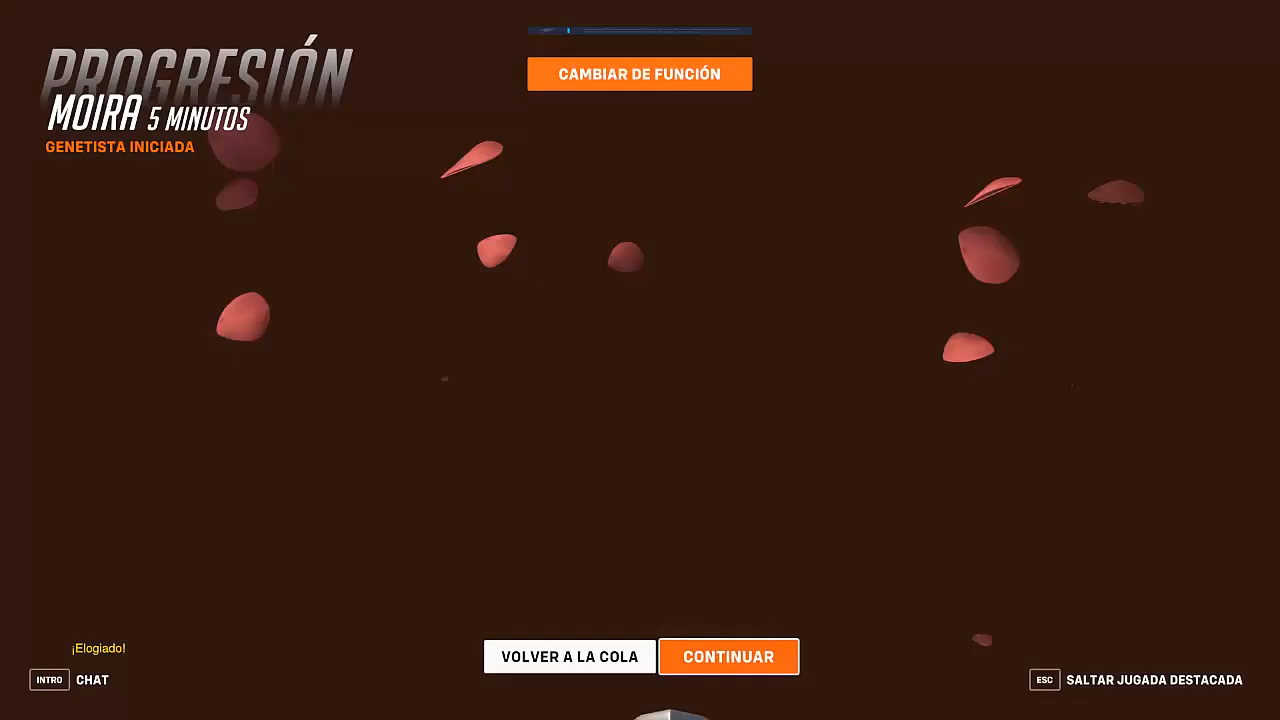 PROGRESIÓN
MOIRA 5 MINUTOS
GENETISTA INICIADA
CAMBIAR DE FUNCIÓN
¡Elogiado!
INTRO CHAT
VOLVER A LA COLA
CONTINUAR
ESC SALTAR JUGADA DESTACADA